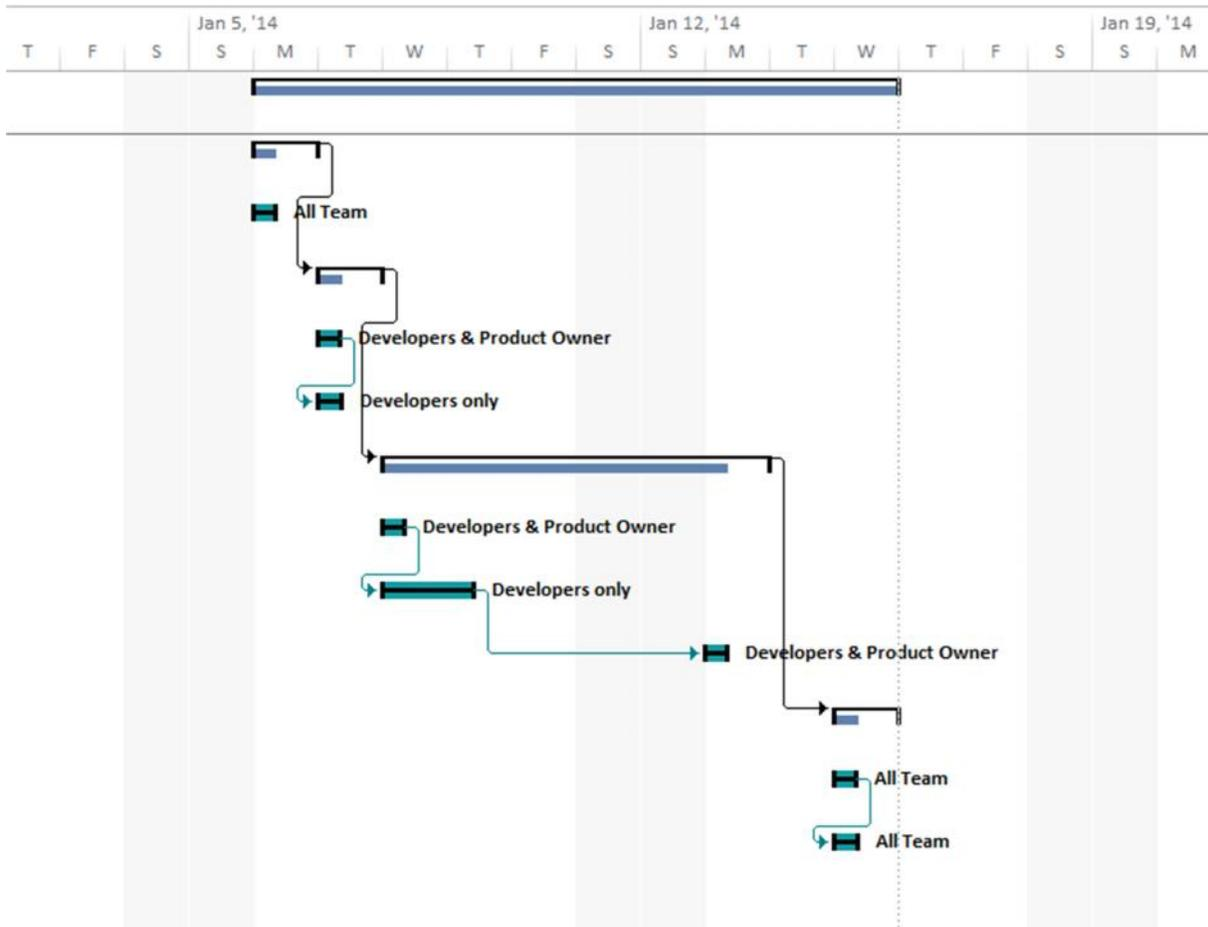 Jan 5, '14 Jan 12, '14 Jan 19, '14
T F S S M T W T F S S M T W T F S S M
All Team
Developers & Product Owner
Developers only
Developers & Product Owner
Developers only
Developers & Product Owner
All Team
All Team